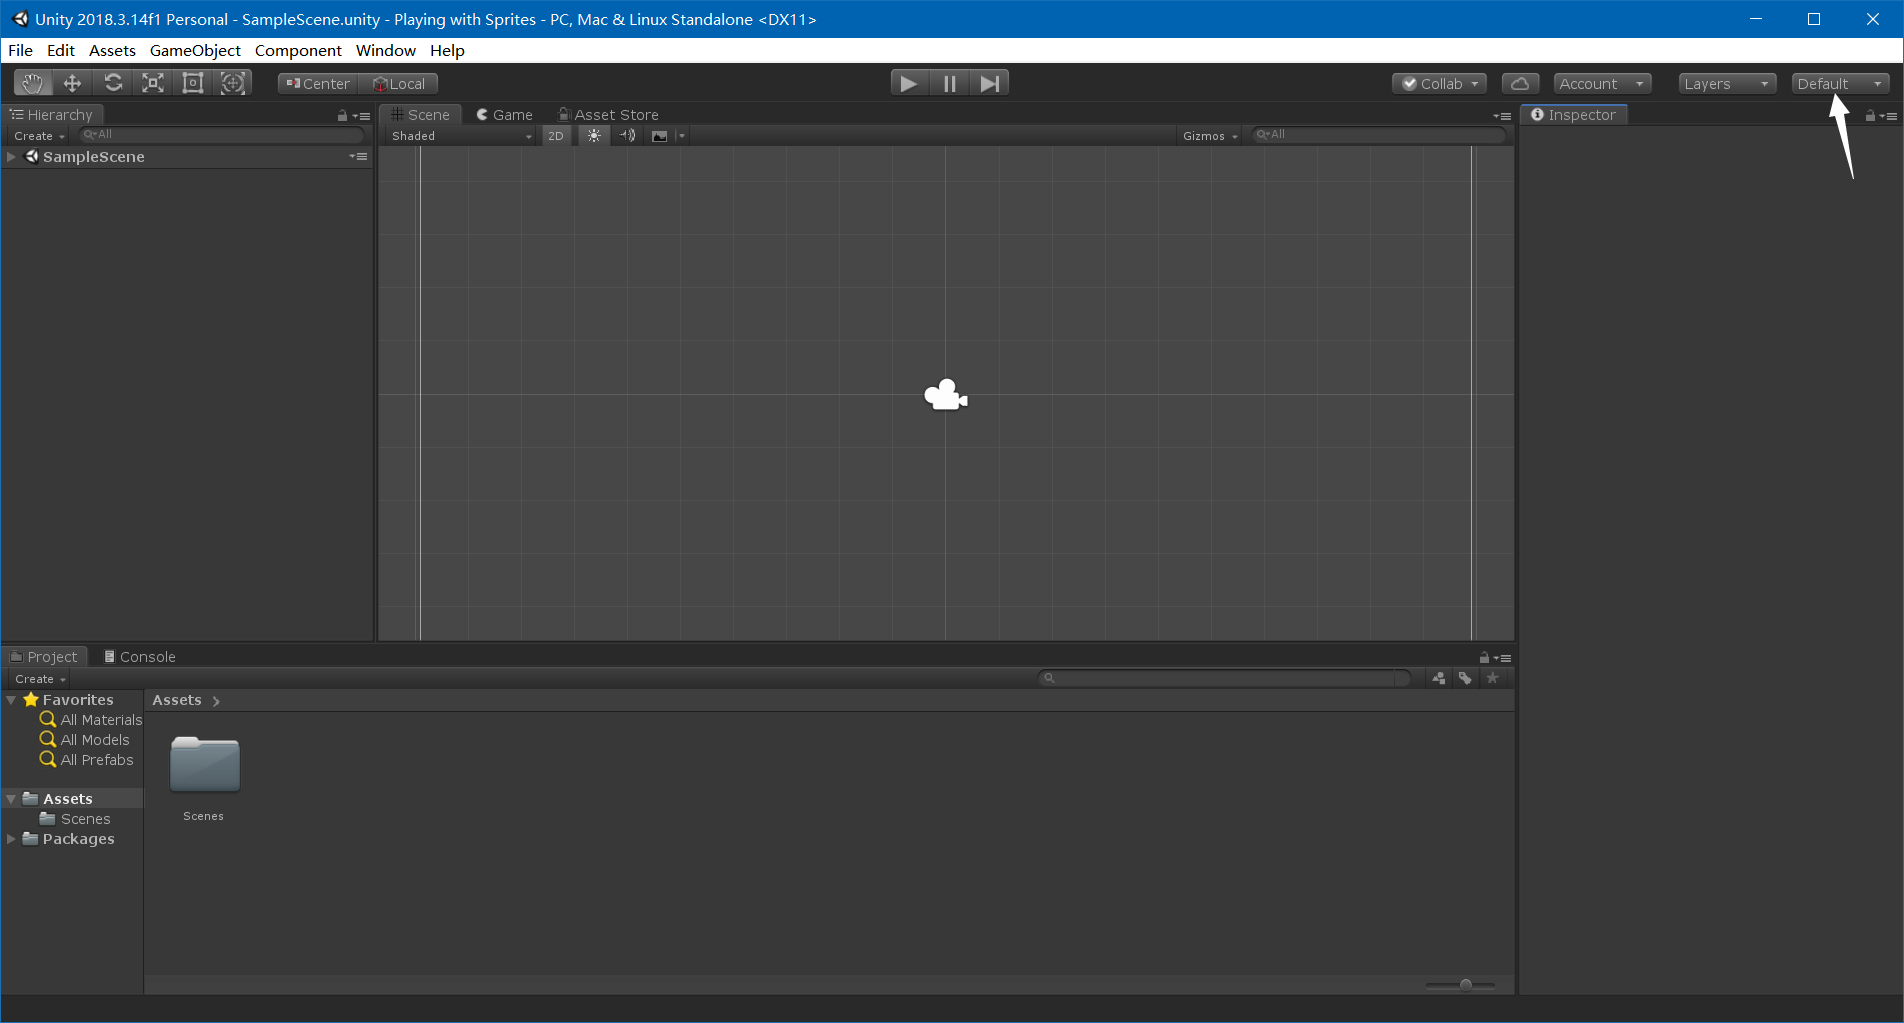 Unity 2018.3.14f1 Personal - SampleScene.unity - Playing with Sprites - PC, Mac & Linux Standalone <DX11>
File Edit Assets GameObject Component Window Help
Center Local Collab Account Layers Default
Hierarchy Scene Game Asset Store Inspector
Create All Shaded 2D Gizmos All
SampleScene
Project Console
Create
Favorites Assets
All Materials
All Models
All Prefabs
Assets
Scenes
Scenes
Packages